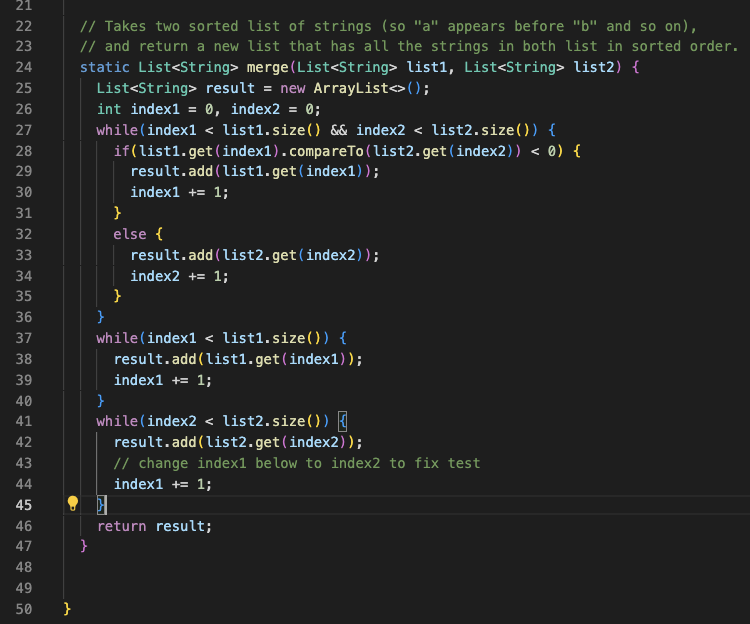 21
22 // Takes two sorted list of strings (so "a" appears before "b" and so on),
23 // and return a new list that has all the strings in both list in sorted order.
24 static List<String> merge(List<String> list1, List<String> list2) {
25 List<String> result = new ArrayList<>();
26 int index1 = 0, index2 = 0;
27 while(index1 < list1.size() && index2 < list2.size()) {
28 if(list1.get(index1).compareTo(list2.get(index2)) < 0) {
29 result.add(list1.get(index1));
30 index1 += 1;
31 }
32 else {
33 result.add(list2.get(index2));
34 index2 += 1;
35 }
36 }
37 while(index1 < list1.size()) {
38 result.add(list1.get(index1));
39 index1 += 1;
40 }
41 while(index2 < list2.size()) {
42 result.add(list2.get(index2));
43 // change index1 below to index2 to fix test
44 index1 += 1;
45 }
46 return result;
47 }
48
49
50 }